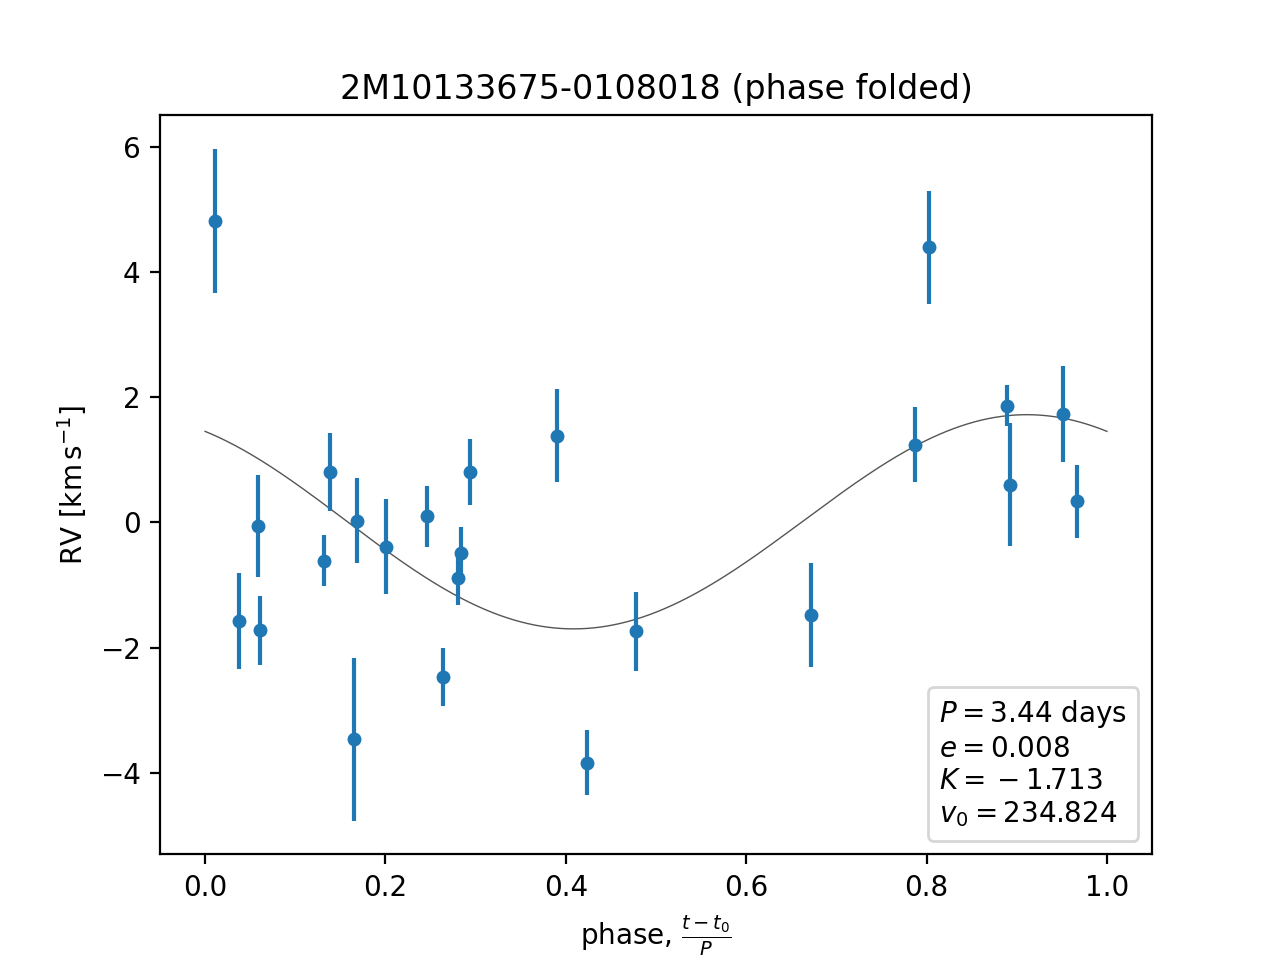 2M10133675-0108018 (phase folded)
6
4
2
0
−2
−4
RV [km s⁻¹]
P = 3.44 days
e = 0.008
K = −1.713
v₀ = 234.824
0.0 0.2 0.4 0.6 0.8 1.0
phase, (t − t₀)/P